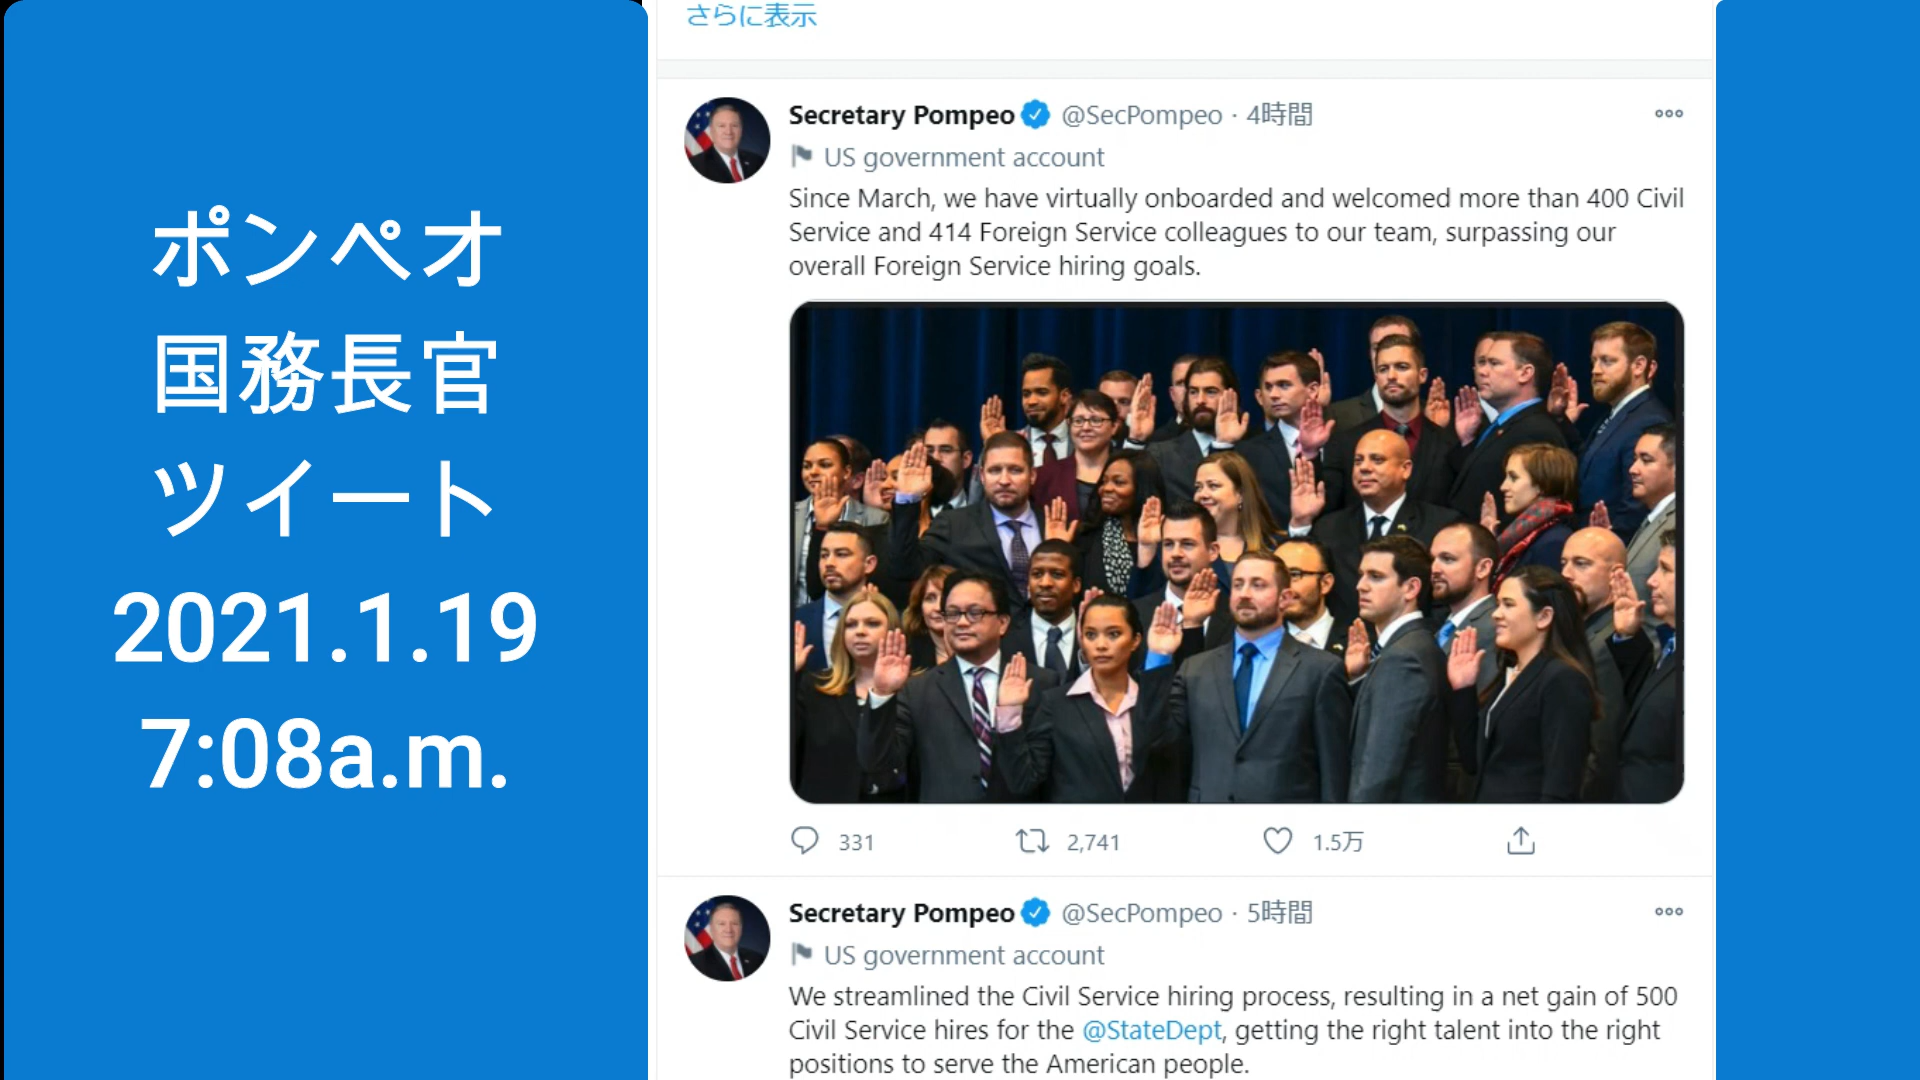 ポンペオ
国務長官
ツイート
2021.1.19
7:08a.m.
さらに表示
Secretary Pompeo @SecPompeo · 4時間
US government account
Since March, we have virtually onboarded and welcomed more than 400 Civil
Service and 414 Foreign Service colleagues to our team, surpassing our
overall Foreign Service hiring goals.
331 2,741 1.5万
Secretary Pompeo @SecPompeo · 5時間
US government account
We streamlined the Civil Service hiring process, resulting in a net gain of 500
Civil Service hires for the @StateDept, getting the right talent into the right
positions to serve the American people.